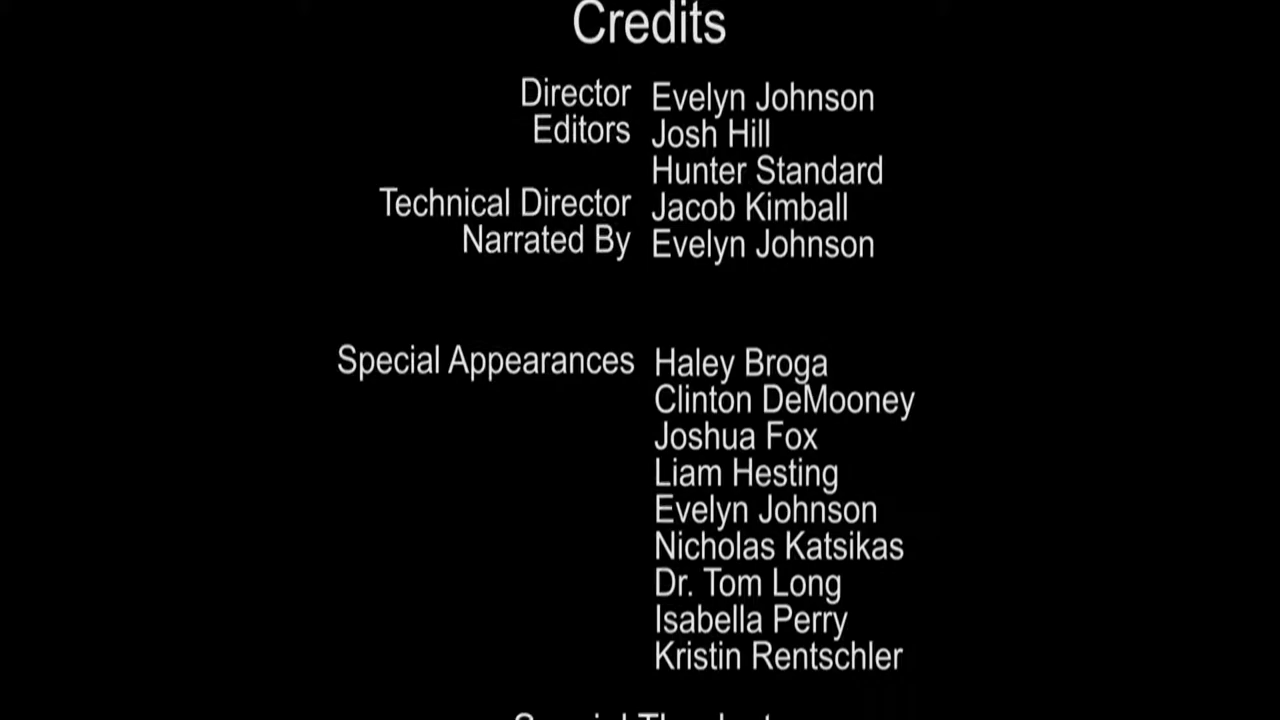 Credits
Director Evelyn Johnson
Editors Josh Hill
Hunter Standard
Technical Director Jacob Kimball
Narrated By Evelyn Johnson
Special Appearances Haley Broga
Clinton DeMooney
Joshua Fox
Liam Hesting
Evelyn Johnson
Nicholas Katsikas
Dr. Tom Long
Isabella Perry
Kristin Rentschler
Special